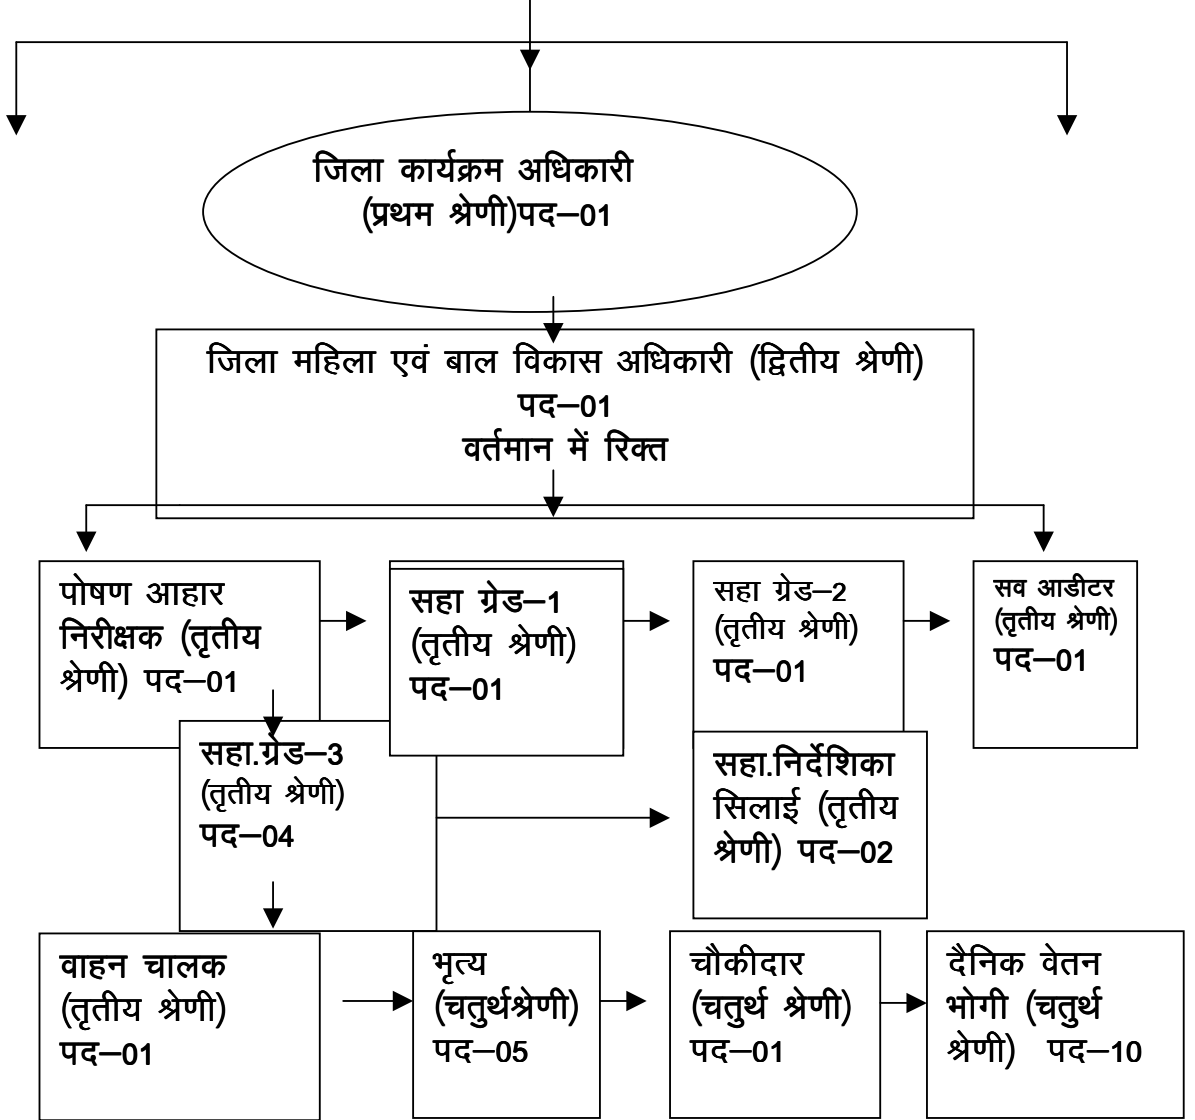 जिला कार्यक्रम अधिकारी
(प्रथम श्रेणी)पद–01
जिला महिला एवं बाल विकास अधिकारी (द्वितीय श्रेणी)
पद–01
वर्तमान में रिक्त
पोषण आहार
निरीक्षक (तृतीय
श्रेणी) पद–01
सहा ग्रेड–1
(तृतीय श्रेणी)
पद–01
सहा ग्रेड–2
(तृतीय श्रेणी)
पद–01
सव आडीटर
(तृतीय श्रेणी)
पद–01
सहा.ग्रेड–3
(तृतीय श्रेणी)
पद–04
सहा.निर्देशिका
सिलाई (तृतीय
श्रेणी) पद–02
वाहन चालक
(तृतीय श्रेणी)
पद–01
भृत्य
(चतुर्थश्रेणी)
पद–05
चौकीदार
(चतुर्थ श्रेणी)
पद–01
दैनिक वेतन
भोगी (चतुर्थ
श्रेणी) पद–10